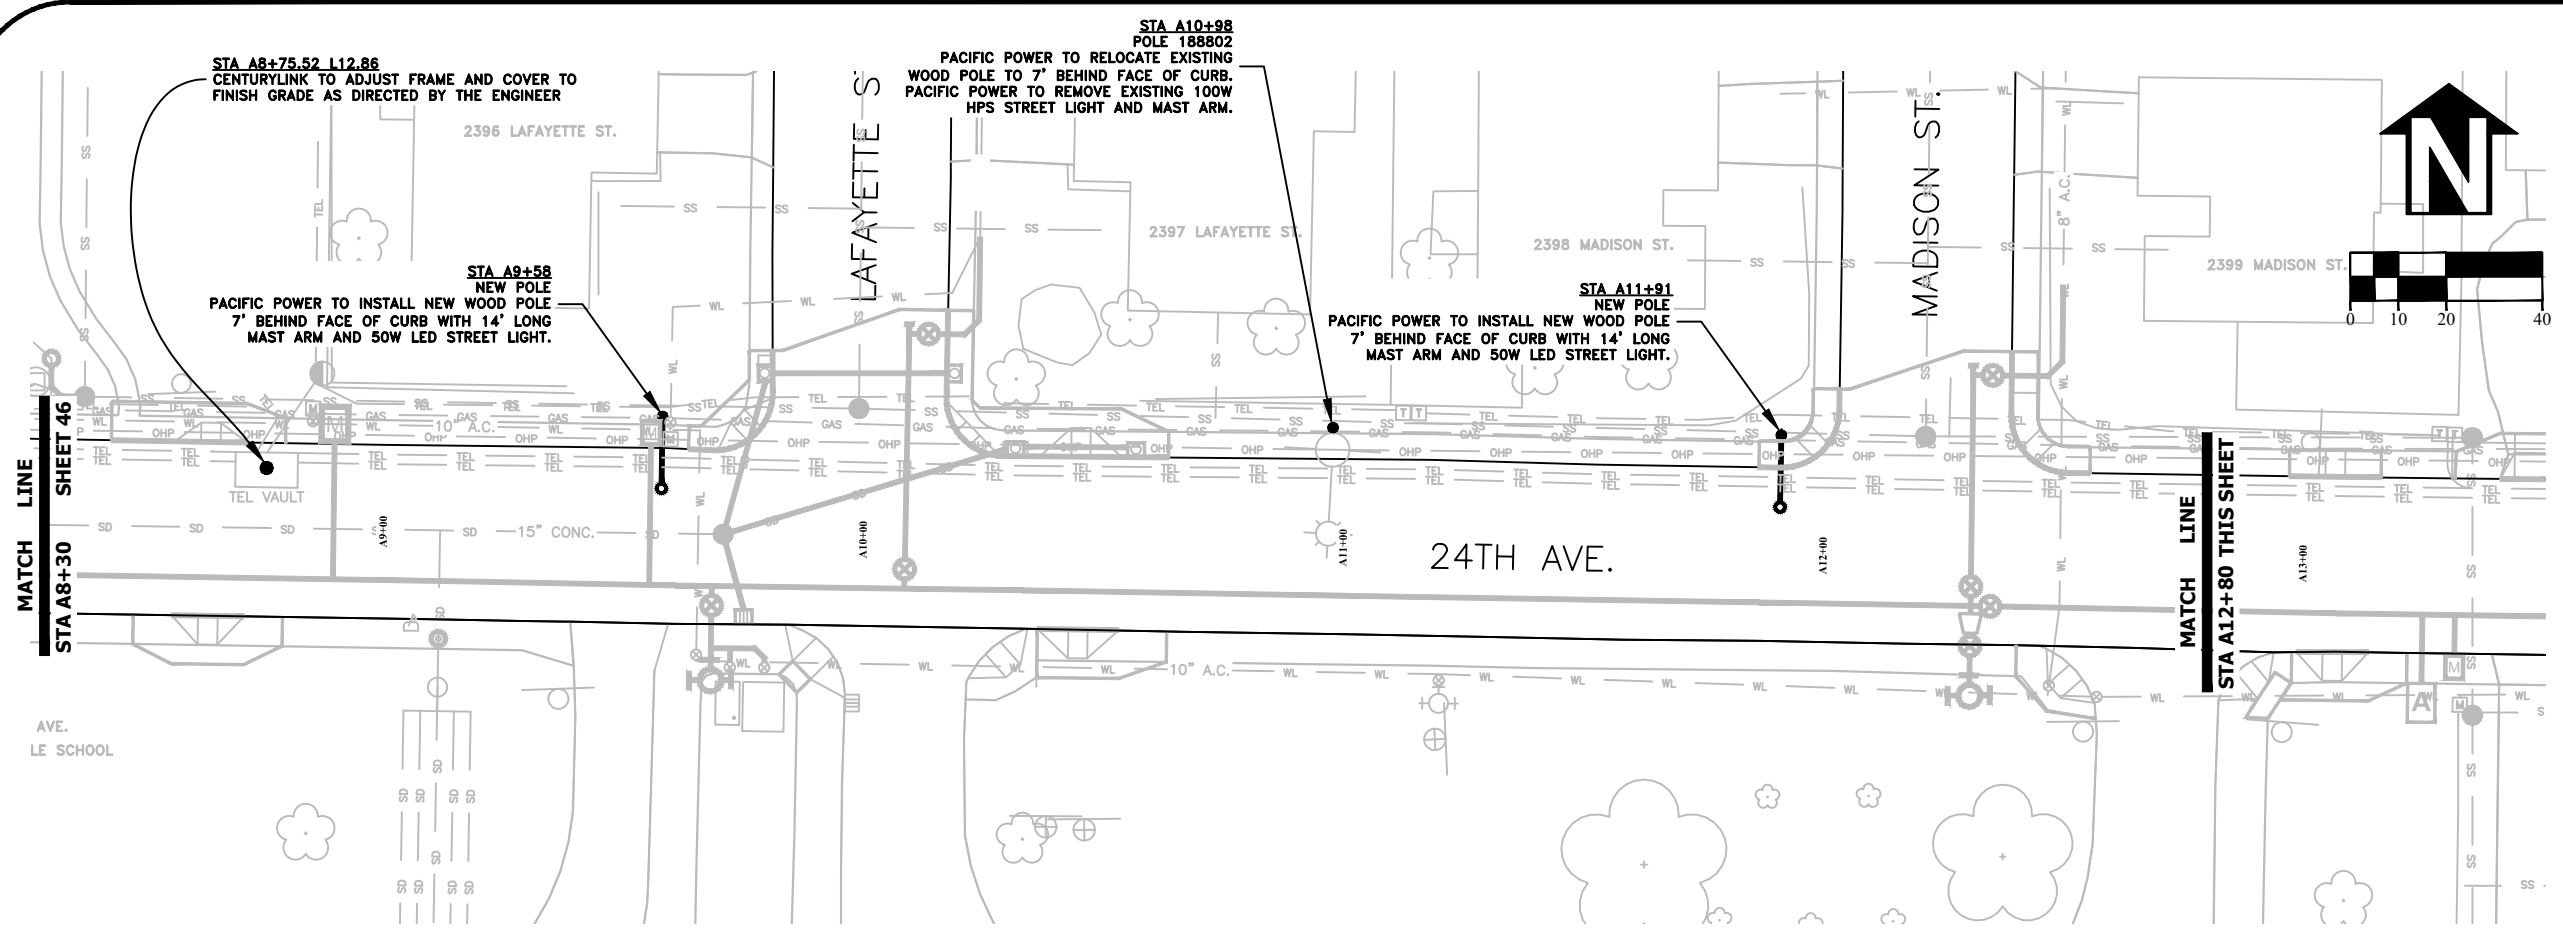 STA A8+75.52 L12.86
CENTURYLINK TO ADJUST FRAME AND COVER TO
FINISH GRADE AS DIRECTED BY THE ENGINEER
2396 LAFAYETTE ST.
STA A9+58
NEW POLE
PACIFIC POWER TO INSTALL NEW WOOD POLE
7' BEHIND FACE OF CURB WITH 14' LONG
MAST ARM AND 50W LED STREET LIGHT.
LAFAYETTE S
STA A10+98
POLE 188802
PACIFIC POWER TO RELOCATE EXISTING
WOOD POLE TO 7' BEHIND FACE OF CURB.
PACIFIC POWER TO REMOVE EXISTING 100W
HPS STREET LIGHT AND MAST ARM.
2397 LAFAYETTE ST.
2398 MADISON ST.
STA A11+91
NEW POLE
PACIFIC POWER TO INSTALL NEW WOOD POLE
7' BEHIND FACE OF CURB WITH 14' LONG
MAST ARM AND 50W LED STREET LIGHT.
MADISON ST.
8" A.C.
2399 MADISON ST.
N
0 10 20 40
MATCH LINE
STA A8+30 SHEET 46
10" A.C.
TEL VAULT
15" CONC.
A9+00
A10+00
A11+00
A12+00
A13+00
24TH AVE.
MATCH LINE
STA A12+80 THIS SHEET
10" A.C.
AVE.
LE SCHOOL
SS
TEL
WL
GAS
OHP
SD
M
T T
A